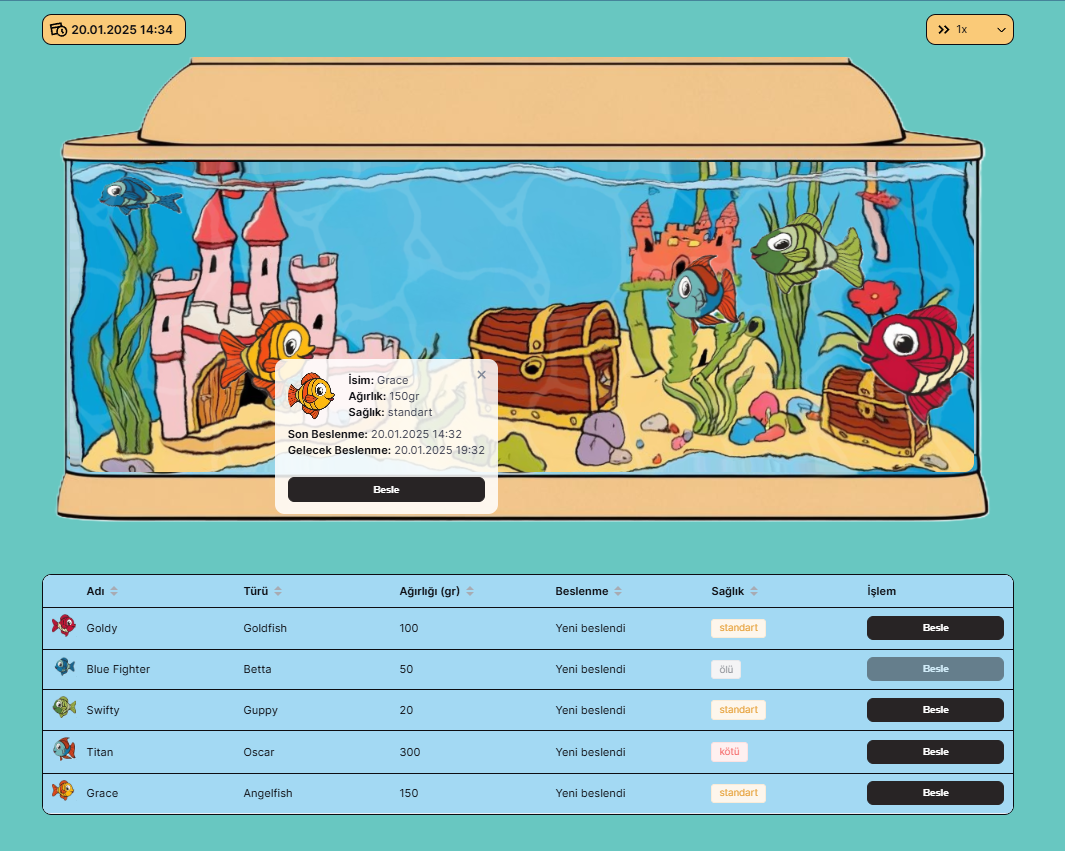 20.01.2025 14:34
1x
İsim: Grace
Ağırlık: 150gr
Sağlık: standart
Son Beslenme: 20.01.2025 14:32
Gelecek Beslenme: 20.01.2025 19:32
Besle
Adı Türü Ağırlığı (gr) Beslenme Sağlık İşlem
Goldy Goldfish 100 Yeni beslendi standart Besle
Blue Fighter Betta 50 Yeni beslendi ölü Besle
Swifty Guppy 20 Yeni beslendi standart Besle
Titan Oscar 300 Yeni beslendi kötü Besle
Grace Angelfish 150 Yeni beslendi standart Besle